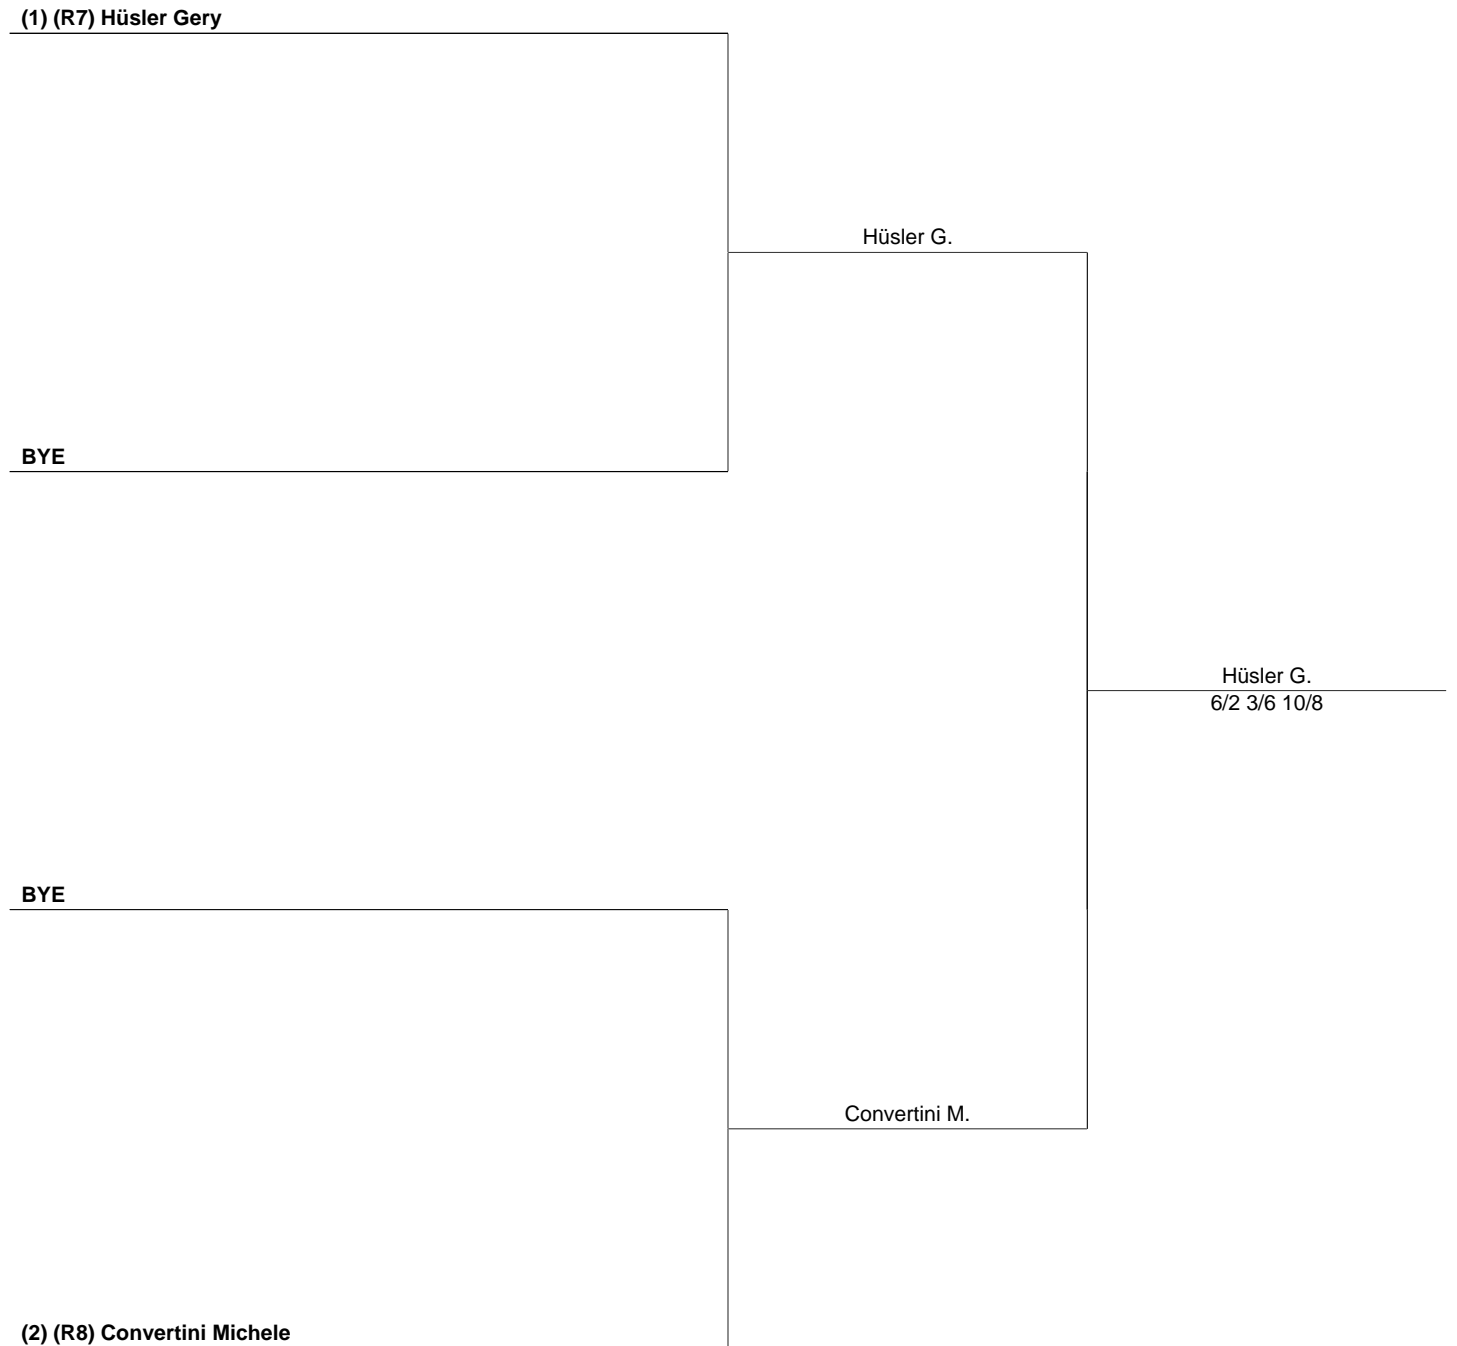 (1) (R7) Hüsler Gery
Hüsler G.
BYE
Hüsler G.
6/2 3/6 10/8
BYE
Convertini M.
(2) (R8) Convertini Michele